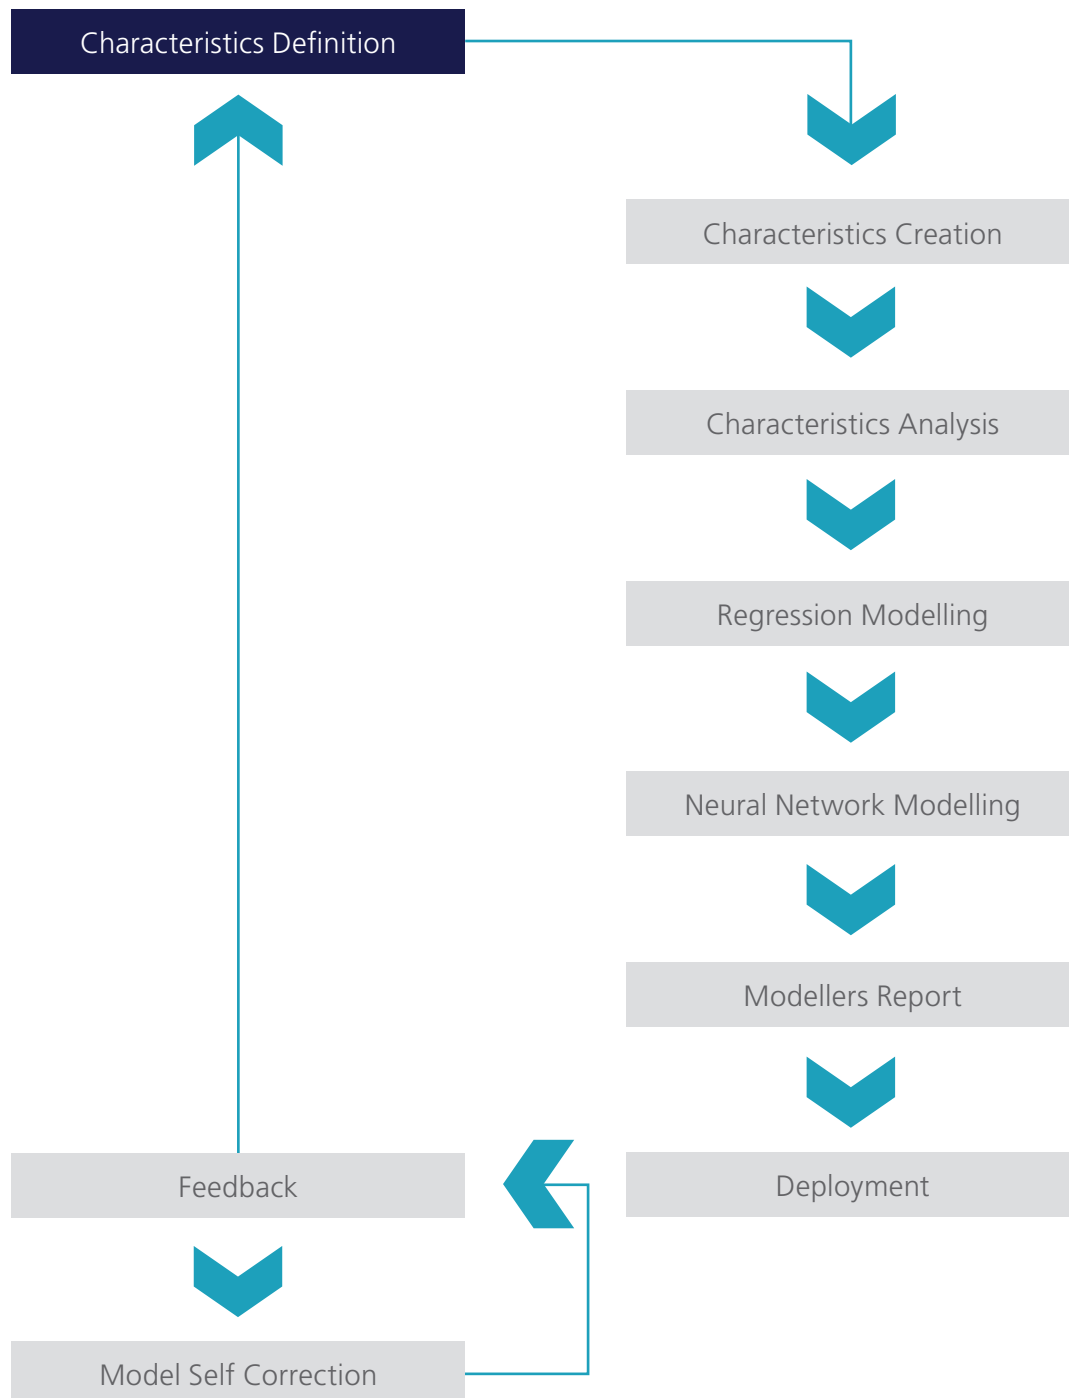 Characteristics Definition
Characteristics Creation
Characteristics Analysis
Regression Modelling
Neural Network Modelling
Modellers Report
Deployment
Feedback
Model Self Correction